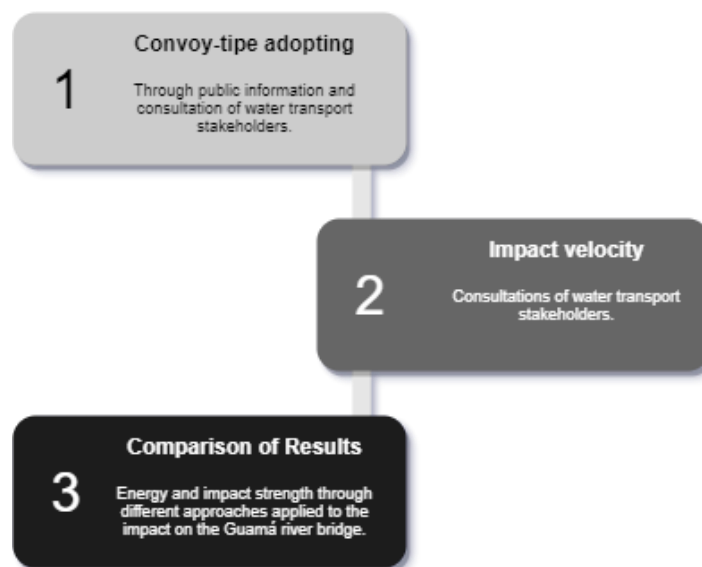 Convoy-tipe adopting
1
Through public information and
consultation of water transport
stakeholders.
Impact velocity
2
Consultations of water transport
stakeholders.
Comparison of Results
3
Energy and impact strength through
different approaches applied to the
impact on the Guamá river bridge.